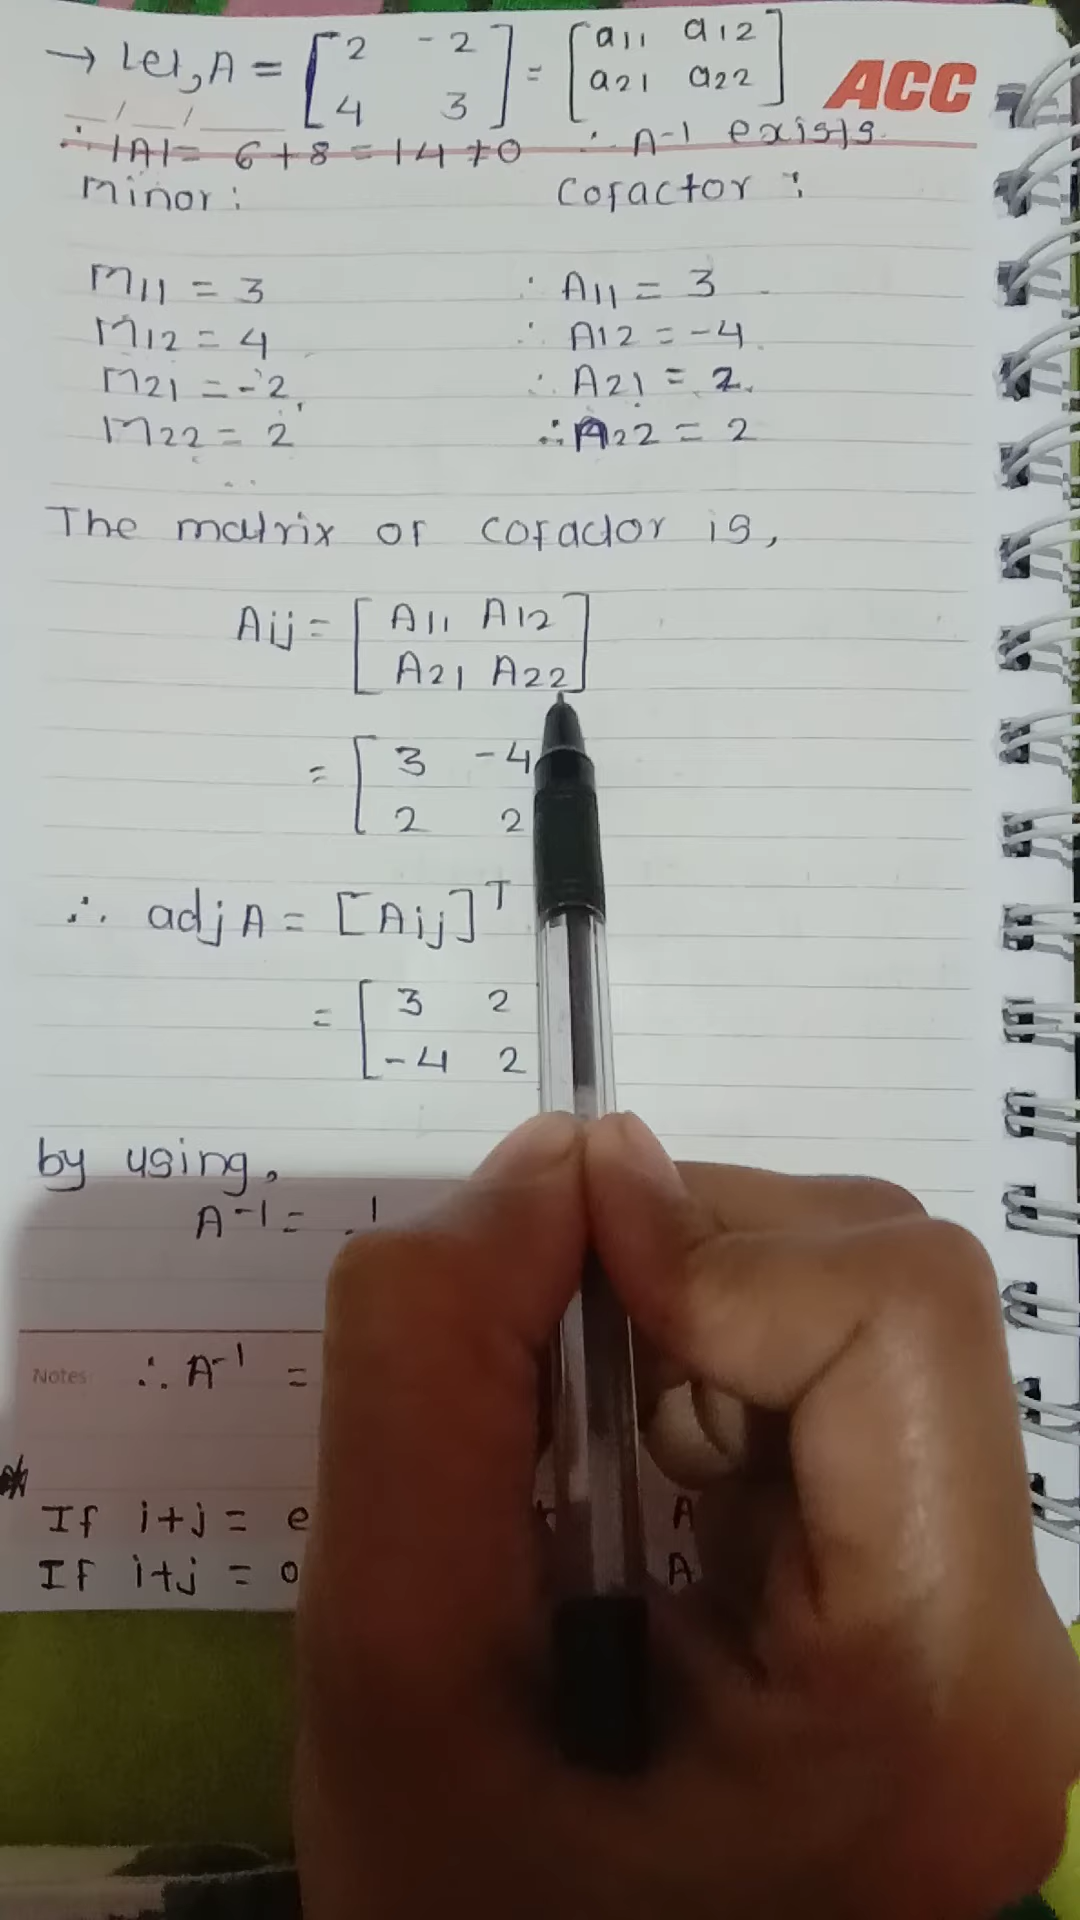 → Let, A = [ 2 -2 ] = [ a11 a12 ]
[ 4 3 ] [ a21 a22 ]
ACC
∴ |A| = 6 + 8 = 14 ≠ 0 ∴ A-1 exists.
Minor : Cofactor :
M11 = 3 ∴ A11 = 3
M12 = 4 ∴ A12 = -4
M21 = -2 ∴ A21 = 2
M22 = 2 ∴ A22 = 2
The matrix of cofactor is,
Aij = [ A11 A12 ]
[ A21 A22 ]
= [ 3 -4
2 2
∴ adj A = [Aij]T
= [ 3 2
-4 2
by using,
A-1 = 1
Notes: ∴ A-1 =
If i+j = e A
If i+j = o A